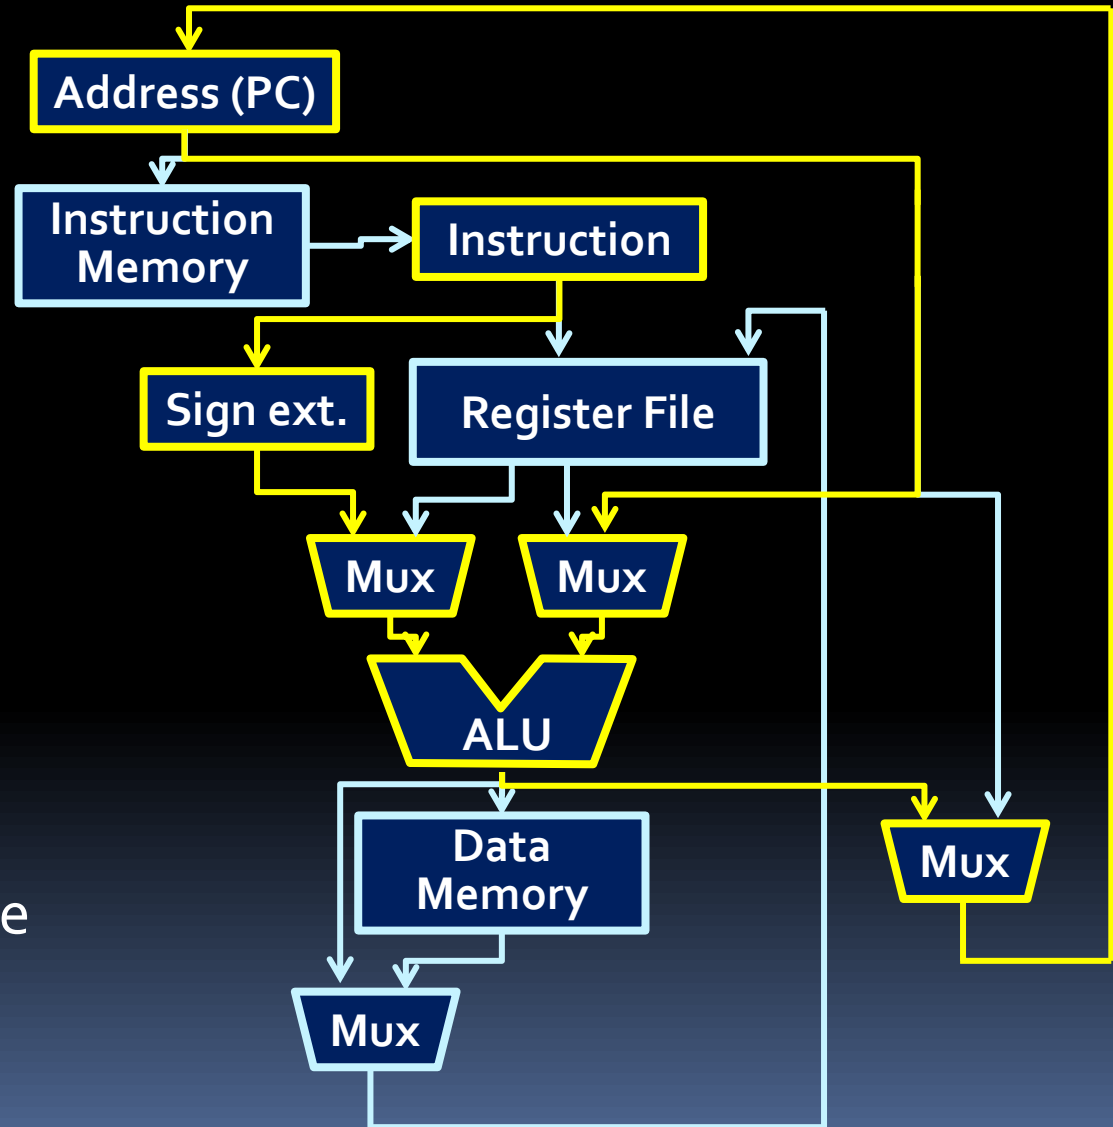 Address (PC)
Instruction
Memory
Instruction
Sign ext.
Register File
Mux
Mux
ALU
Data
Memory
Mux
e
Mux